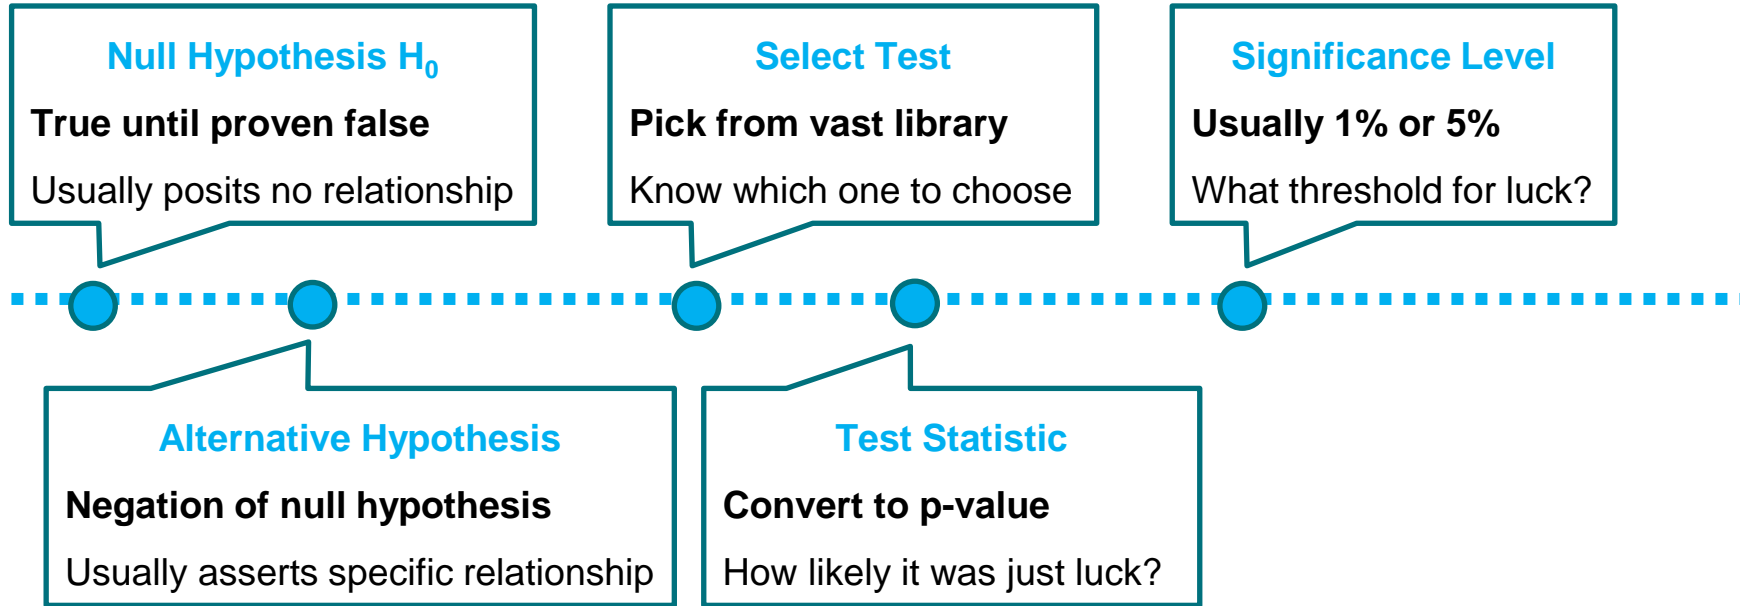 Null Hypothesis H₀
True until proven false
Usually posits no relationship
Select Test
Pick from vast library
Know which one to choose
Significance Level
Usually 1% or 5%
What threshold for luck?
Alternative Hypothesis
Negation of null hypothesis
Usually asserts specific relationship
Test Statistic
Convert to p-value
How likely it was just luck?